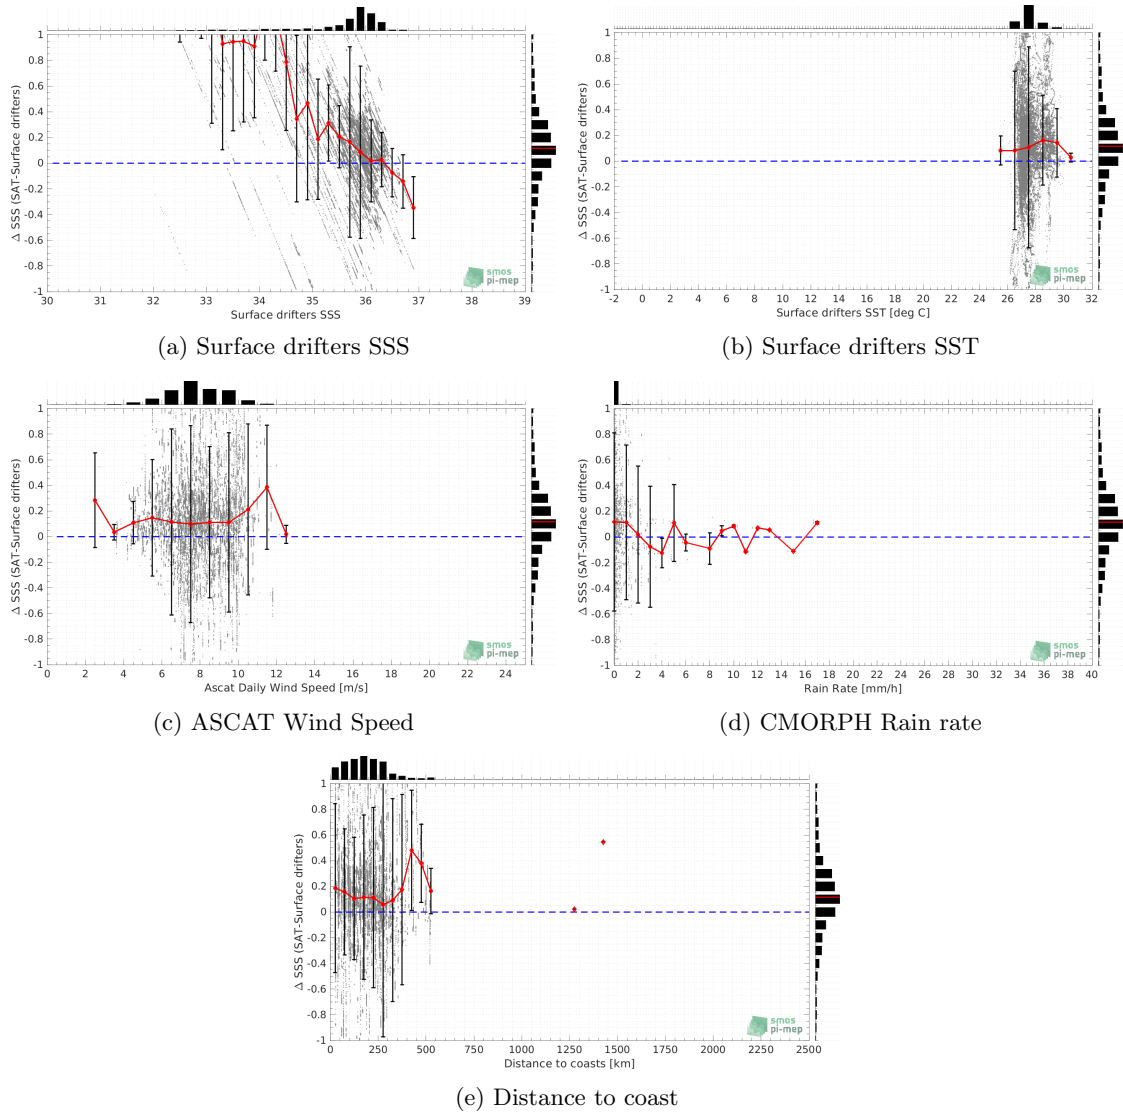 Δ SSS (SAT-Surface drifters)
1
0.8
0.6
0.4
0.2
0
-0.2
-0.4
-0.6
-0.8
-1
30 31 32 33 34 35 36 37 38 39
Surface drifters SSS
smos
pi-mep
(a) Surface drifters SSS
Δ SSS (SAT-Surface drifters)
1
0.8
0.6
0.4
0.2
0
-0.2
-0.4
-0.6
-0.8
-1
-2 0 2 4 6 8 10 12 14 16 18 20 22 24 26 28 30 32
Surface drifters SST [deg C]
smos
pi-mep
(b) Surface drifters SST
Δ SSS (SAT-Surface drifters)
1
0.8
0.6
0.4
0.2
0
-0.2
-0.4
-0.6
-0.8
-1
0 2 4 6 8 10 12 14 16 18 20 22 24
Ascat Daily Wind Speed [m/s]
smos
pi-mep
(c) ASCAT Wind Speed
Δ SSS (SAT-Surface drifters)
1
0.8
0.6
0.4
0.2
0
-0.2
-0.4
-0.6
-0.8
-1
0 2 4 6 8 10 12 14 16 18 20 22 24 26 28 30 32 34 36 38 40
Rain Rate [mm/h]
smos
pi-mep
(d) CMORPH Rain rate
Δ SSS (SAT-Surface drifters)
1
0.8
0.6
0.4
0.2
0
-0.2
-0.4
-0.6
-0.8
-1
0 250 500 750 1000 1250 1500 1750 2000 2250 2500
Distance to coasts [km]
smos
pi-mep
(e) Distance to coast